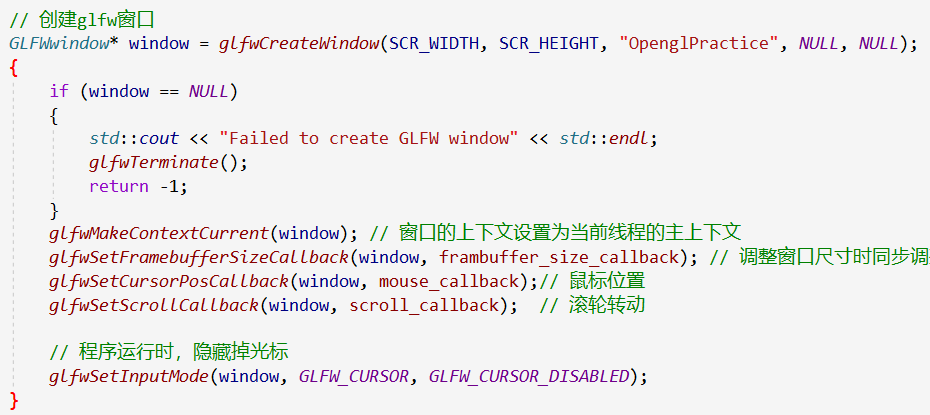 // 创建glfw窗口
GLFWwindow* window = glfwCreateWindow(SCR_WIDTH, SCR_HEIGHT, "OpenglPractice", NULL, NULL);
{
if (window == NULL)
{
std::cout << "Failed to create GLFW window" << std::endl;
glfwTerminate();
return -1;
}
glfwMakeContextCurrent(window); // 窗口的上下文设置为当前线程的主上下文
glfwSetFramebufferSizeCallback(window, frambuffer_size_callback); // 调整窗口尺寸时同步调
glfwSetCursorPosCallback(window, mouse_callback);// 鼠标位置
glfwSetScrollCallback(window, scroll_callback);  // 滚轮转动
// 程序运行时，隐藏掉光标
glfwSetInputMode(window, GLFW_CURSOR, GLFW_CURSOR_DISABLED);
}